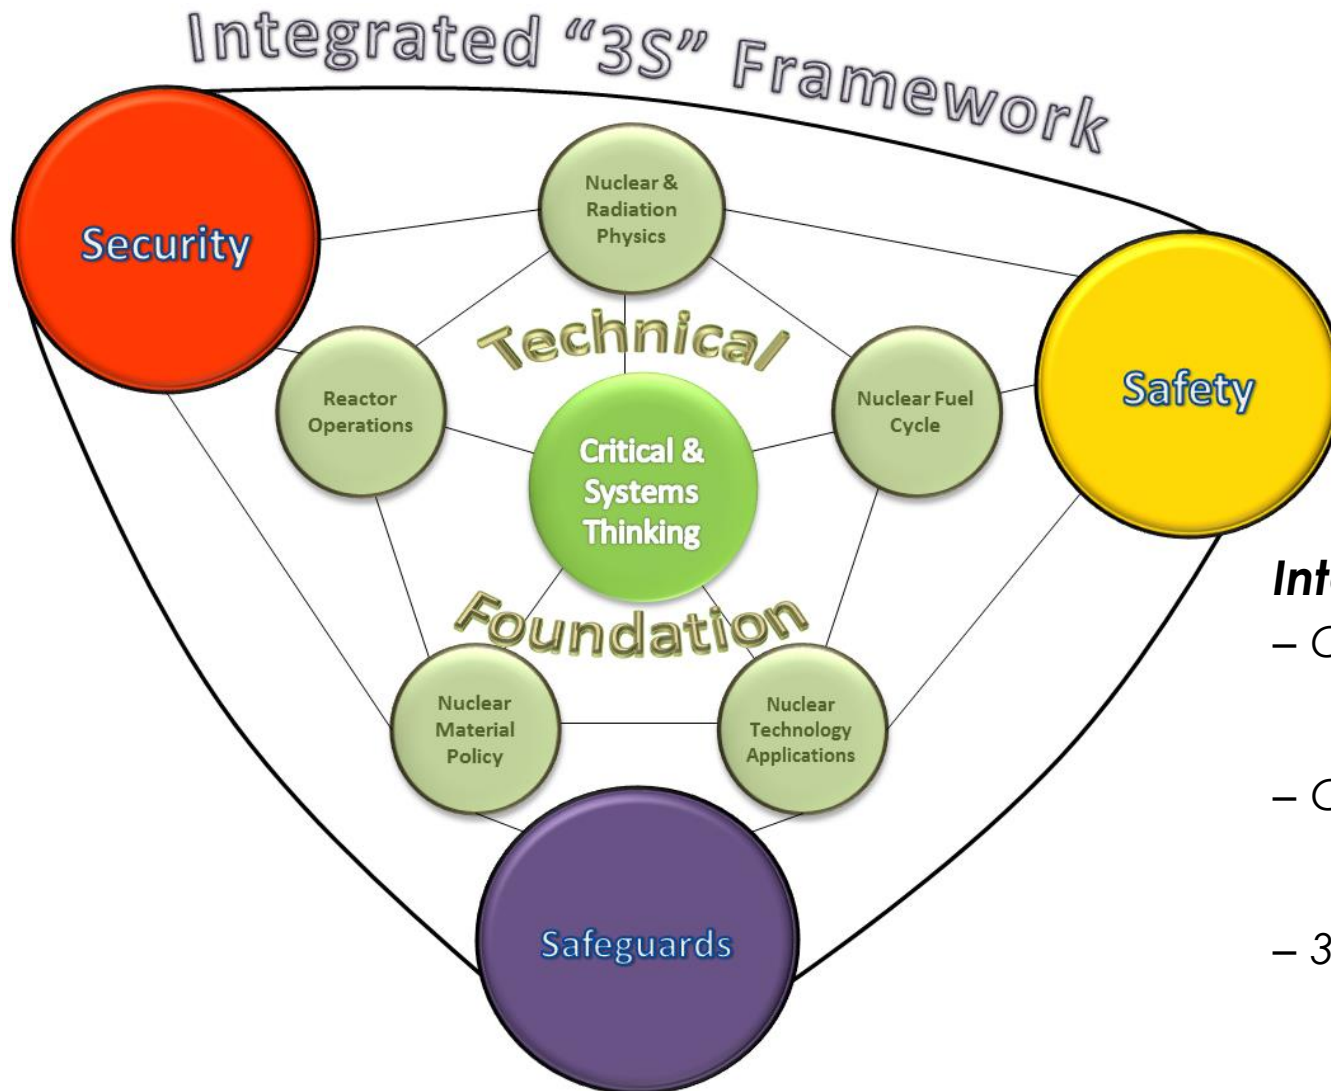 Integrated “3S” Framework
Security
Nuclear &
Radiation
Physics
Technical
Safety
Reactor
Operations
Nuclear Fuel
Cycle
Critical &
Systems
Thinking
Foundation
Nuclear
Material
Policy
Nuclear
Technology
Applications
Safeguards
– 3